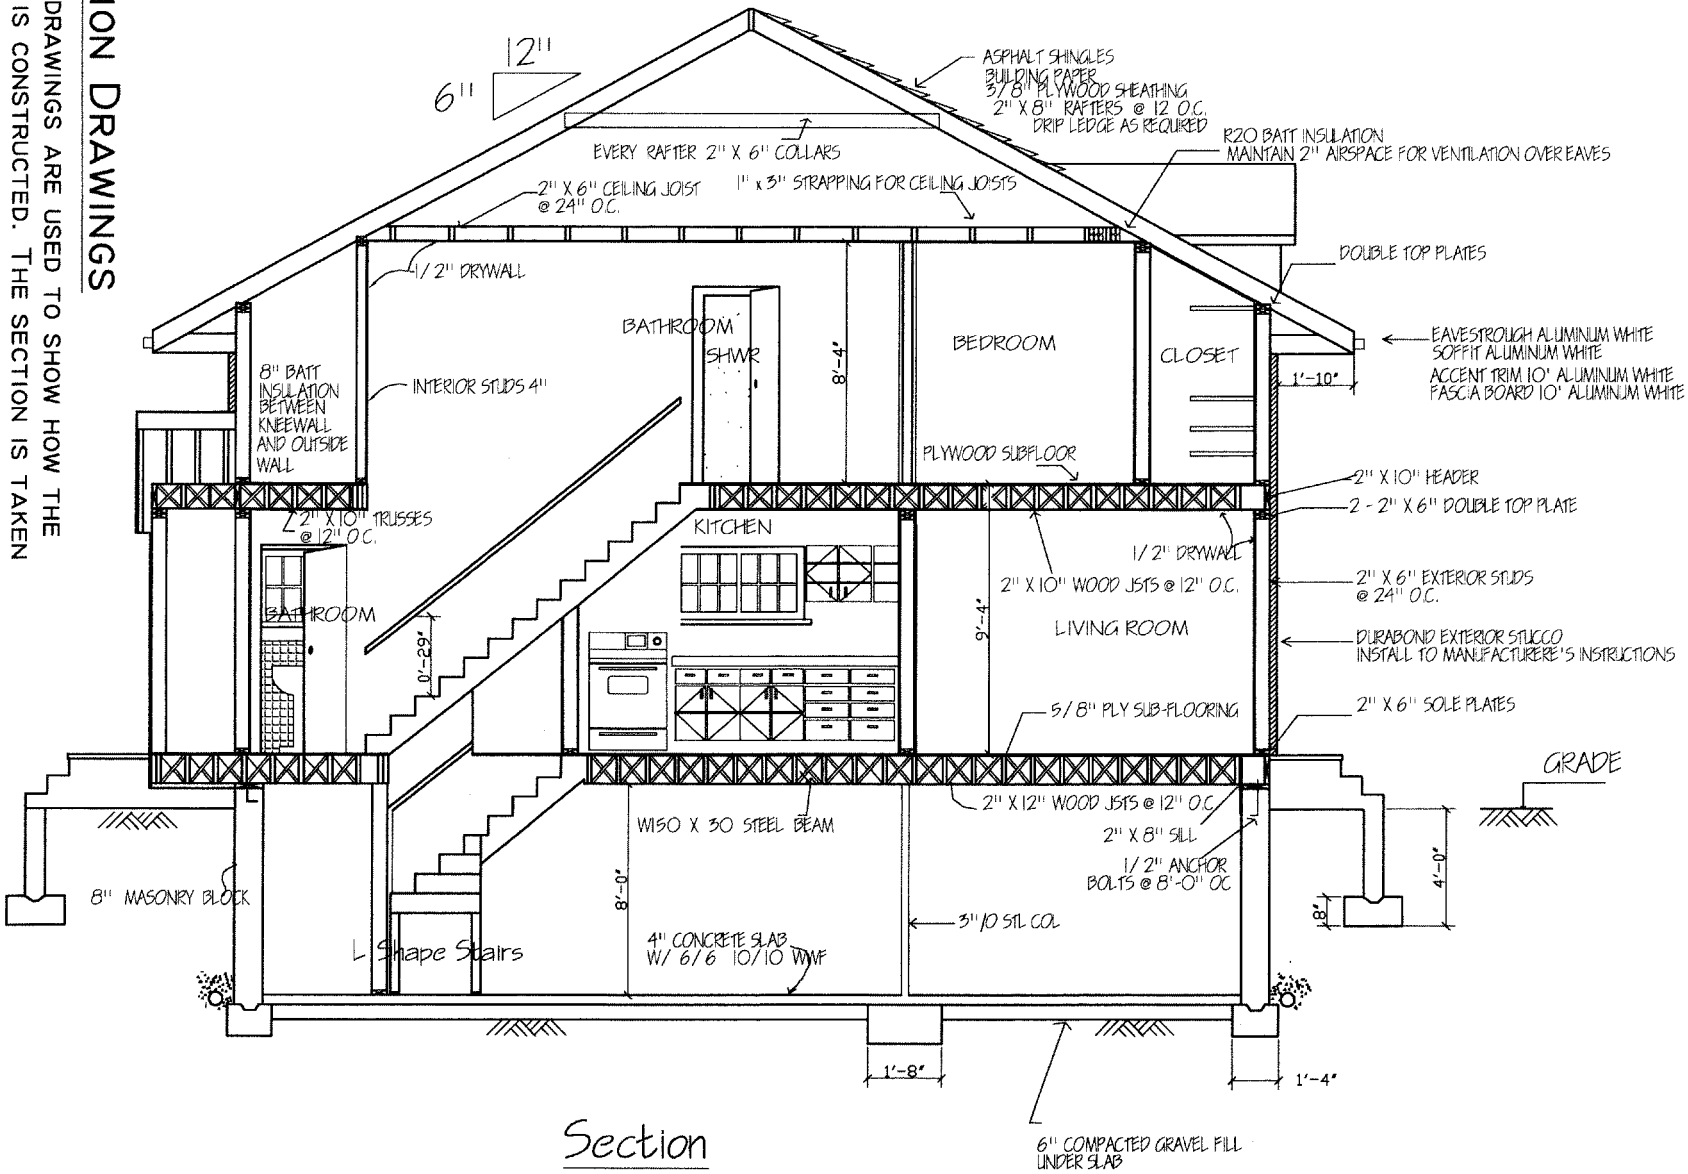 ION DRAWINGS
DRAWINGS ARE USED TO SHOW HOW THE
IS CONSTRUCTED. THE SECTION IS TAKEN
12"
6"
ASPHALT SHINGLES
BUILDING PAPER
3/8" PLYWOOD SHEATHING
2" X 8" RAFTERS @ 12 O.C.
DRIP LEDGE AS REQUIRED
R20 BATT INSULATION
MAINTAIN 2" AIRSPACE FOR VENTILATION OVER EAVES
EVERY RAFTER 2" X 6" COLLARS
2" X 6" CEILING JOIST
@ 24" O.C.
1" x 3" STRAPPING FOR CEILING JOISTS
DOUBLE TOP PLATES
1/2" DRYWALL
BATHROOM
SHWR
8'-4"
BEDROOM
CLOSET
EAVESTROUGH ALUMINUM WHITE
SOFFIT ALUMINUM WHITE
ACCENT TRIM 10' ALUMINUM WHITE
FASCIA BOARD 10' ALUMINUM WHITE
1'-10"
8" BATT
INSULATION
BETWEEN
KNEEWALL
AND OUTSIDE
WALL
INTERIOR STUDS 4"
PLYWOOD SUBFLOOR
2" X 10" HEADER
2 - 2" X 6" DOUBLE TOP PLATE
2" X 10" TRUSSES
@ 12" O.C.
KITCHEN
1/2" DRYWALL
2" X 10" WOOD JSTS @ 12" O.C.
2" X 6" EXTERIOR STUDS
@ 24" O.C.
BATHROOM
0'-29"
9'-4"
LIVING ROOM
DURABOND EXTERIOR STUCCO
INSTALL TO MANUFACTURERE'S INSTRUCTIONS
5/8" PLY SUB-FLOORING
2" X 6" SOLE PLATES
GRADE
2" X 12" WOOD JSTS @ 12" O.C.
W150 X 30 STEEL BEAM
2" X 8" SILL
1/2" ANCHOR
BOLTS @ 8'-0" OC
4'-0"
8"
8" MASONRY BLOCK
8'-0"
3"/O STL COL
L Shape Stairs
4" CONCRETE SLAB
W/ 6/6 10/10 WWF
1'-8"
1'-4"
Section
6" COMPACTED GRAVEL FILL
UNDER SLAB